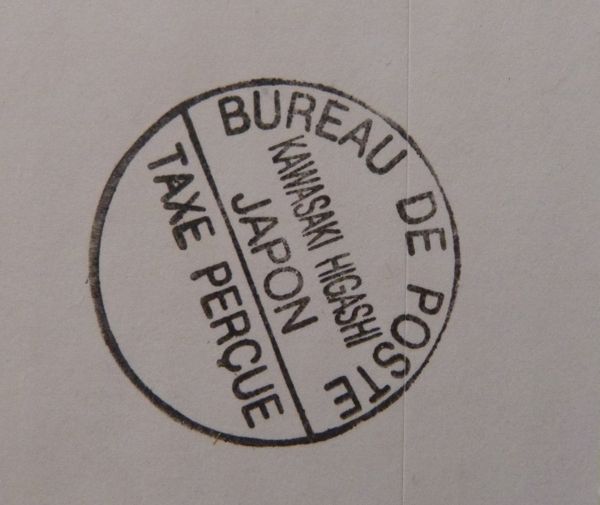 BUREAU DE POSTE
KAWASAKI HIGASHI
JAPON
TAXE PERÇUE